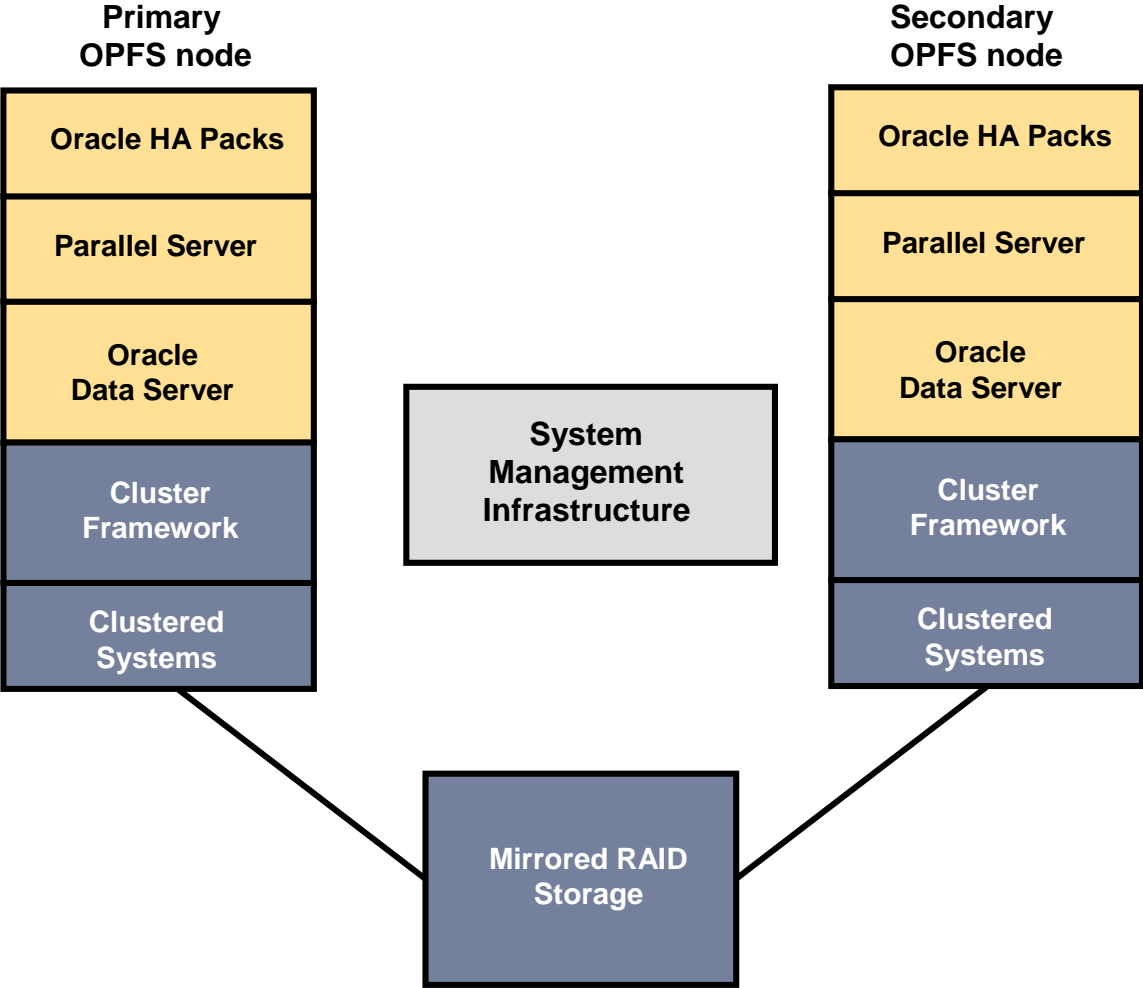 Primary
OPFS node
Oracle HA Packs
Parallel Server
Oracle
Data Server
Cluster
Framework
Clustered
Systems
System
Management
Infrastructure
Secondary
OPFS node
Oracle HA Packs
Parallel Server
Oracle
Data Server
Cluster
Framework
Clustered
Systems
Mirrored RAID
Storage